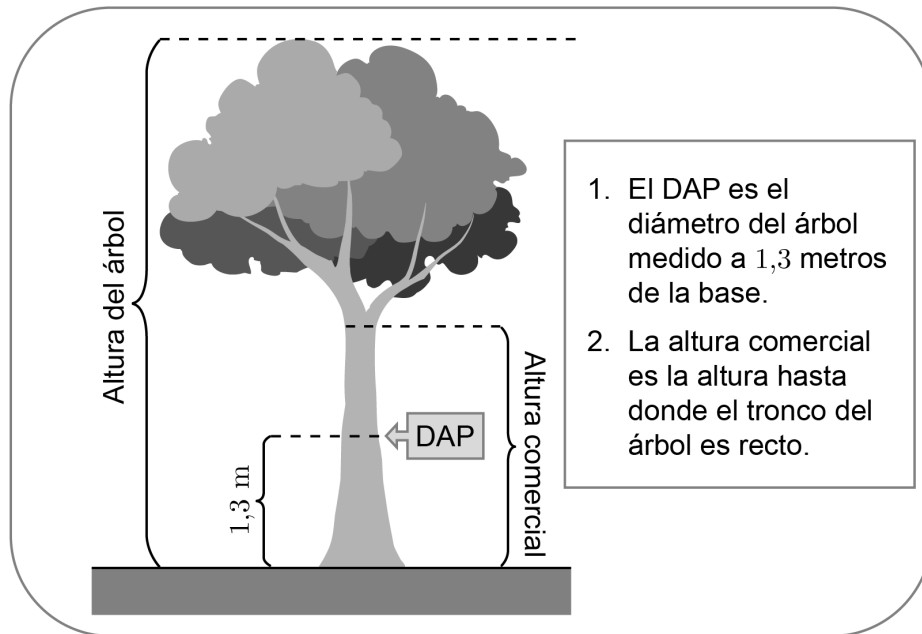 Altura del árbol
1,3 m
DAP
Altura comercial
1. El DAP es el
diámetro del árbol
medido a 1,3 metros
de la base.
2. La altura comercial
es la altura hasta
donde el tronco del
árbol es recto.